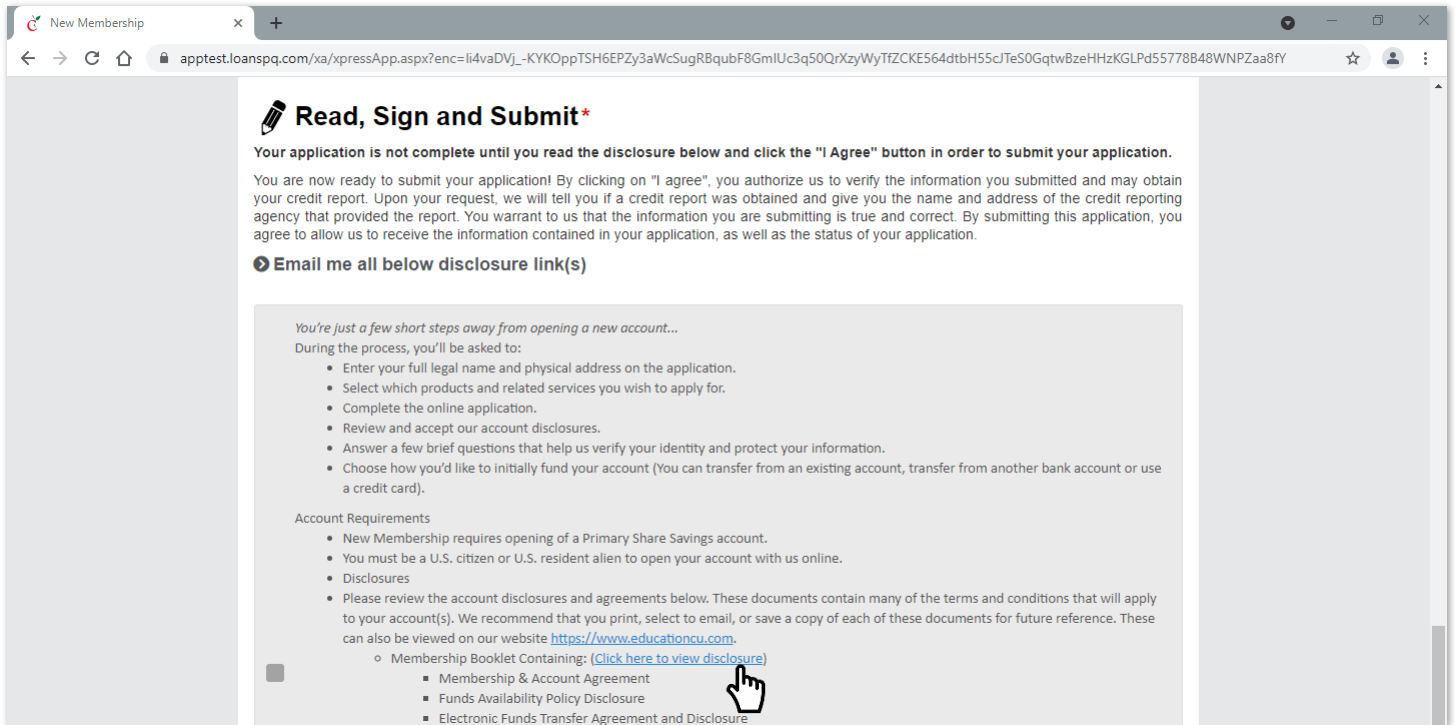 New Membership
apptest.loanspq.com/xa/xpressApp.aspx?enc=Ii4vaDVj_-KYKOppTSH6EPZy3aWcSugRBqubF8GmIUc3q50QrXzyWyTfZCKE564dtbH55cJTeS0GqtwBzeHHzKGLPd55778B48WNPZaa8fY
Read, Sign and Submit*
Your application is not complete until you read the disclosure below and click the "I Agree" button in order to submit your application.
You are now ready to submit your application! By clicking on "I agree", you authorize us to verify the information you submitted and may obtain
your credit report. Upon your request, we will tell you if a credit report was obtained and give you the name and address of the credit reporting
agency that provided the report. You warrant to us that the information you are submitting is true and correct. By submitting this application, you
agree to allow us to receive the information contained in your application, as well as the status of your application.
Email me all below disclosure link(s)
You're just a few short steps away from opening a new account...
During the process, you'll be asked to:
• Enter your full legal name and physical address on the application.
• Select which products and related services you wish to apply for.
• Complete the online application.
• Review and accept our account disclosures.
• Answer a few brief questions that help us verify your identity and protect your information.
• Choose how you'd like to initially fund your account (You can transfer from an existing account, transfer from another bank account or use
a credit card).
Account Requirements
• New Membership requires opening of a Primary Share Savings account.
• You must be a U.S. citizen or U.S. resident alien to open your account with us online.
• Disclosures
• Please review the account disclosures and agreements below. These documents contain many of the terms and conditions that will apply
to your account(s). We recommend that you print, select to email, or save a copy of each of these documents for future reference. These
can also be viewed on our website https://www.educationcu.com.
○ Membership Booklet Containing: (Click here to view disclosure)
▪ Membership & Account Agreement
▪ Funds Availability Policy Disclosure
▪ Electronic Funds Transfer Agreement and Disclosure